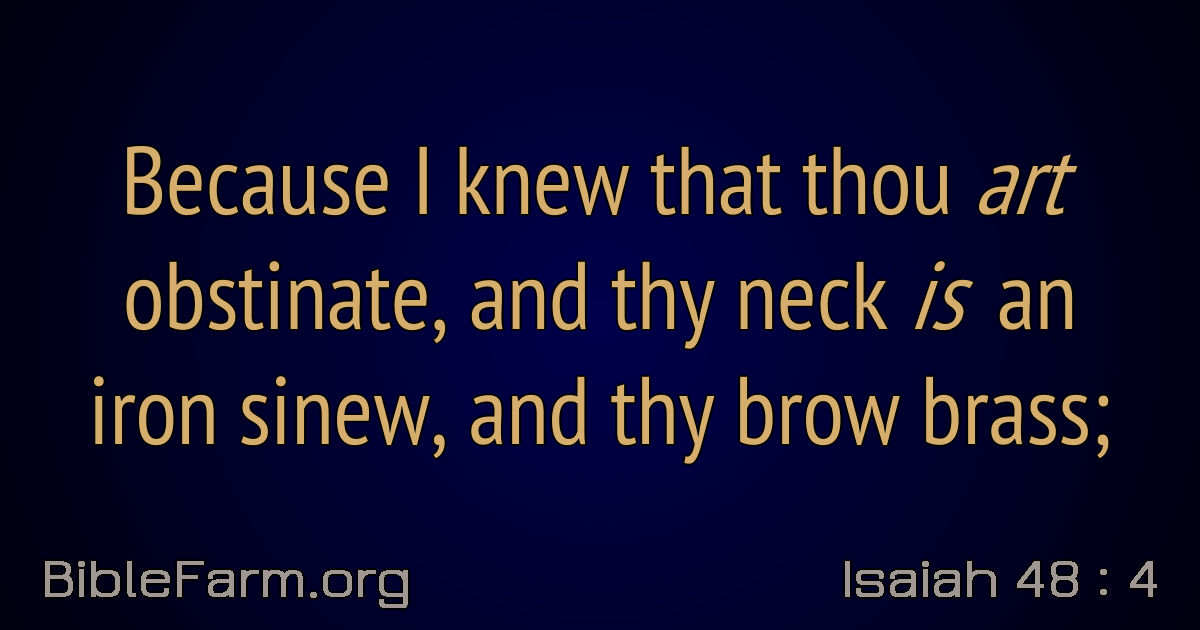 Because I knew that thou art
obstinate, and thy neck is an
iron sinew, and thy brow brass;
BibleFarm.org
Isaiah 48 : 4